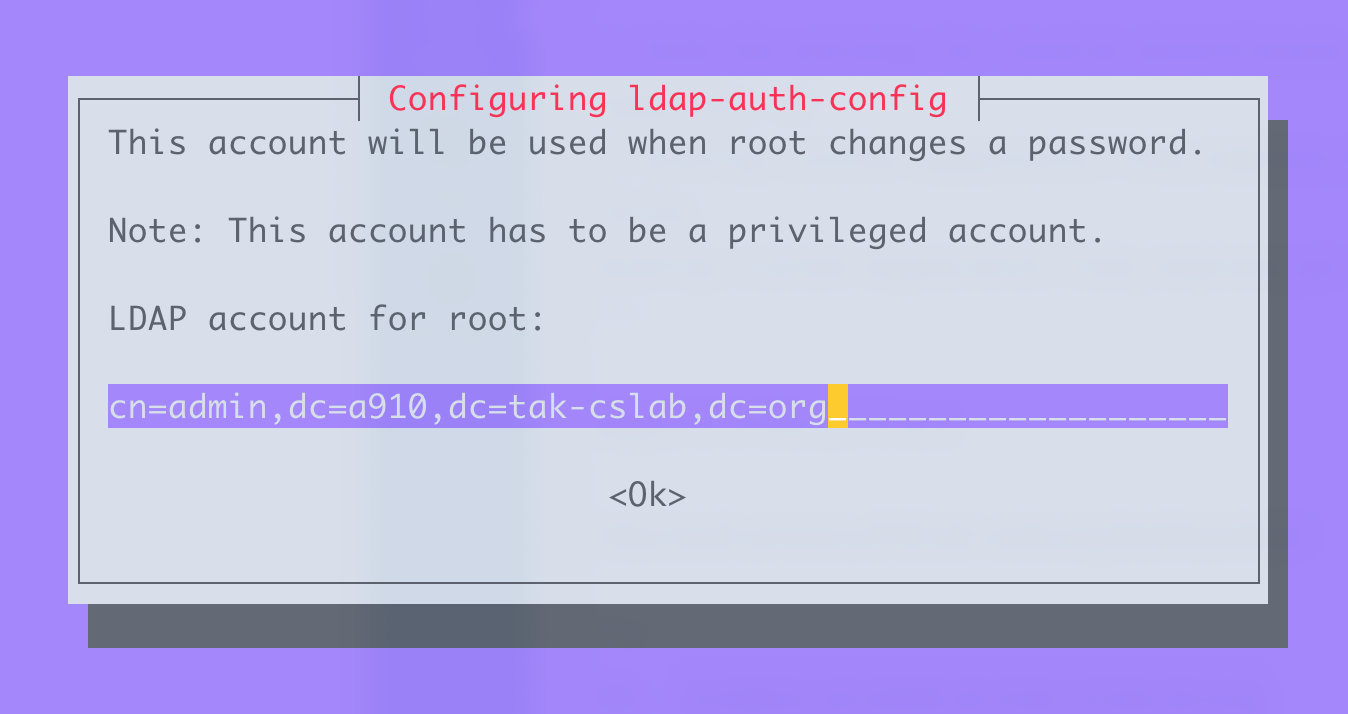 Configuring ldap-auth-config
This account will be used when root changes a password.
Note: This account has to be a privileged account.
LDAP account for root:
cn=admin,dc=a910,dc=tak-cslab,dc=org____________________
<Ok>